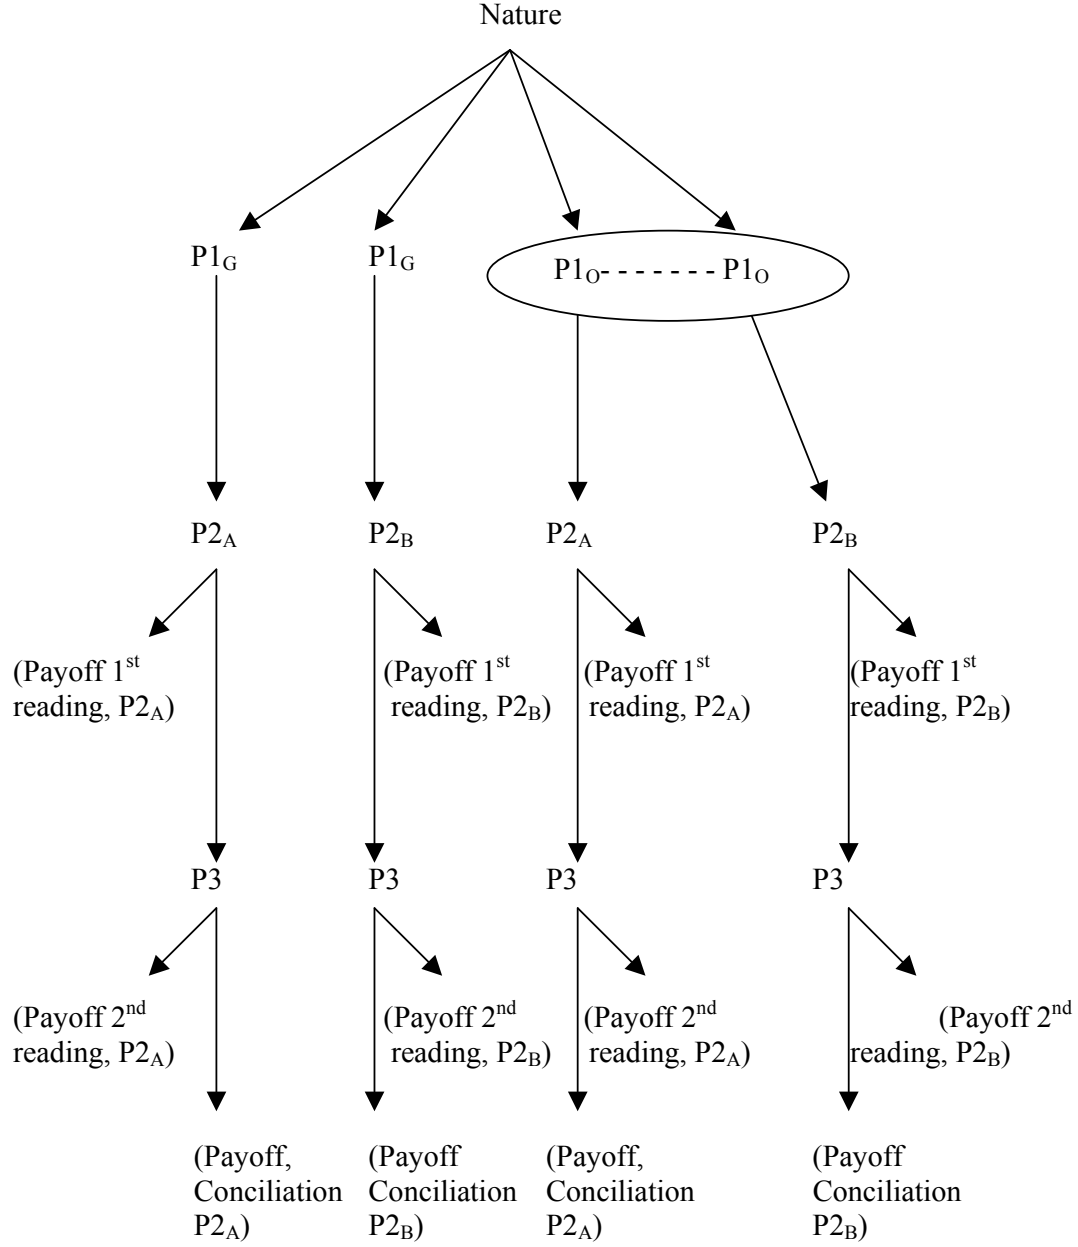 Nature
P1G P1G P1O- - - - - - - P1O
P2A P2B P2A P2B
(Payoff 1st
reading, P2A)
(Payoff 1st
reading, P2B)
(Payoff 1st
reading, P2A)
(Payoff 1st
reading, P2B)
P3 P3 P3 P3
(Payoff 2nd
reading, P2A)
(Payoff 2nd
reading, P2B)
(Payoff 2nd
reading, P2A)
(Payoff 2nd
reading, P2B)
(Payoff,
Conciliation
P2A)
(Payoff
Conciliation
P2B)
(Payoff,
Conciliation
P2A)
(Payoff
Conciliation
P2B)